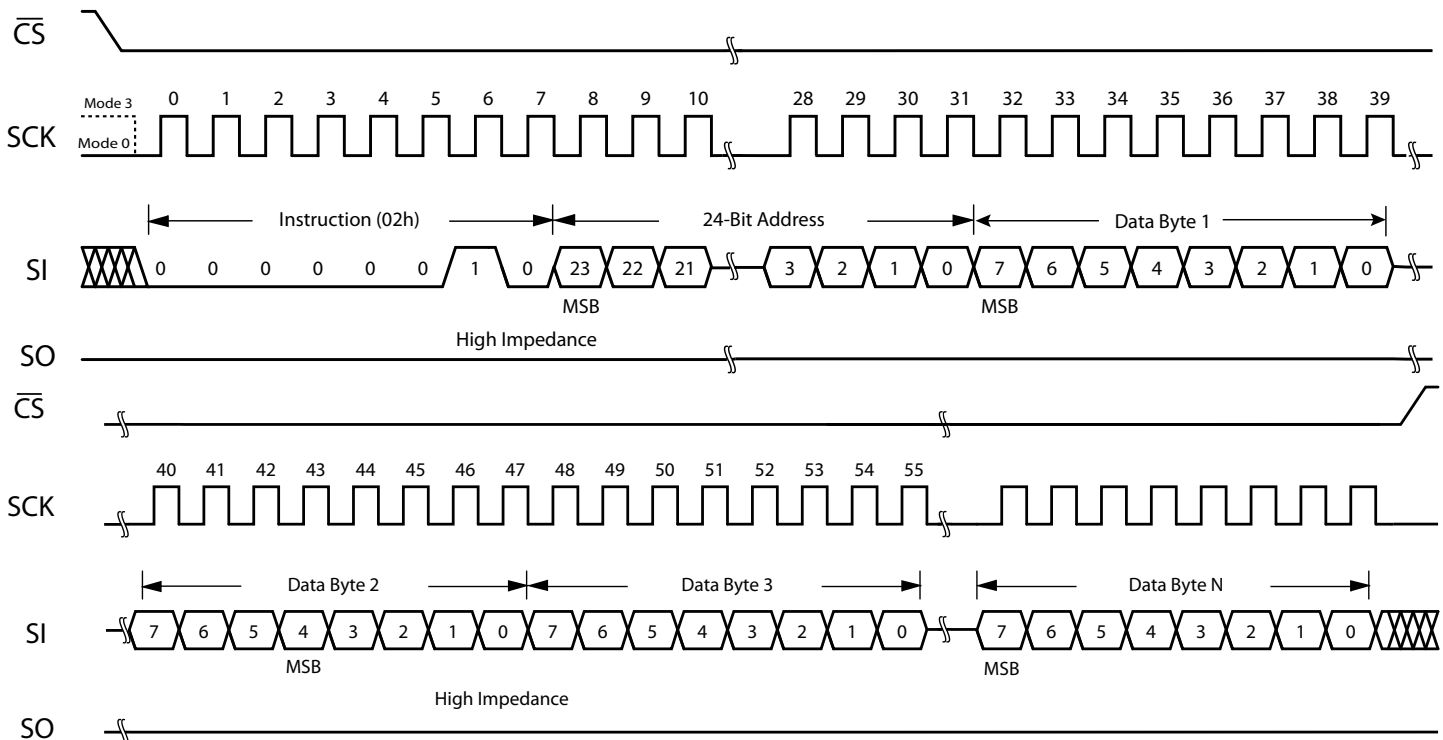 CS
Mode 3
0 1 2 3 4 5 6 7 8 9 10 28 29 30 31 32 33 34 35 36 37 38 39
SCK
Mode 0
Instruction (02h) 24-Bit Address Data Byte 1
SI 0 0 0 0 0 0 1 0 23 22 21 3 2 1 0 7 6 5 4 3 2 1 0
MSB MSB
High Impedance
SO
CS
40 41 42 43 44 45 46 47 48 49 50 51 52 53 54 55
SCK
Data Byte 2 Data Byte 3 Data Byte N
SI 7 6 5 4 3 2 1 0 7 6 5 4 3 2 1 0 7 6 5 4 3 2 1 0
MSB MSB
High Impedance
SO